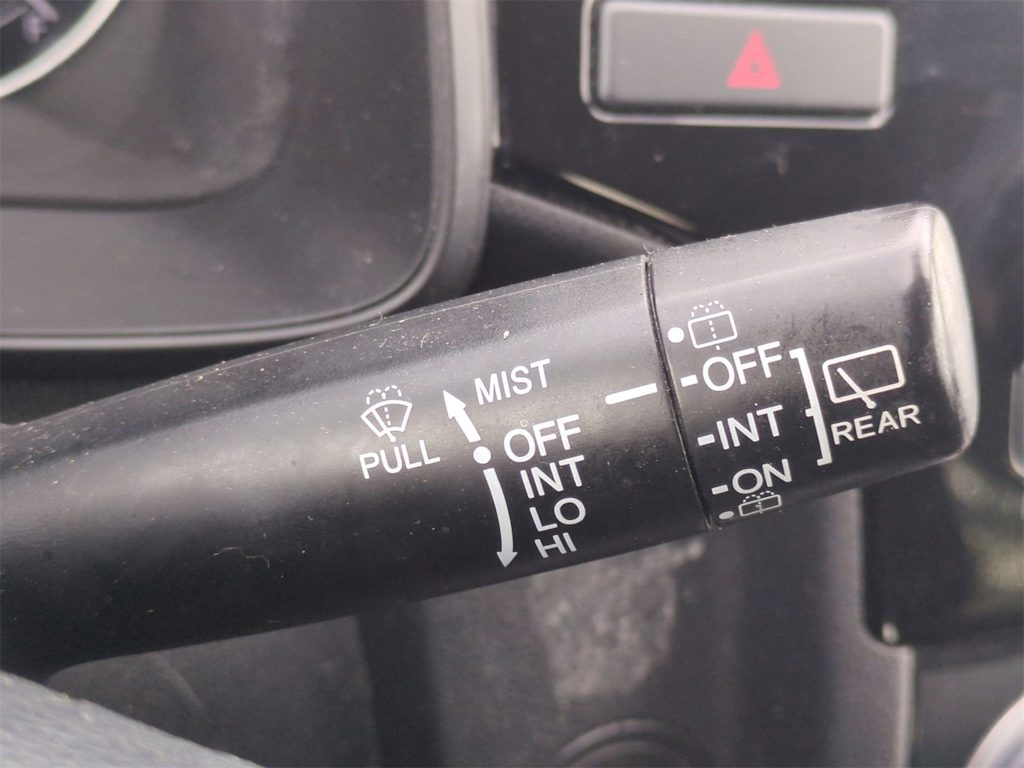 MIST
PULL
OFF
INT
LO
HI
OFF
INT
ON
REAR